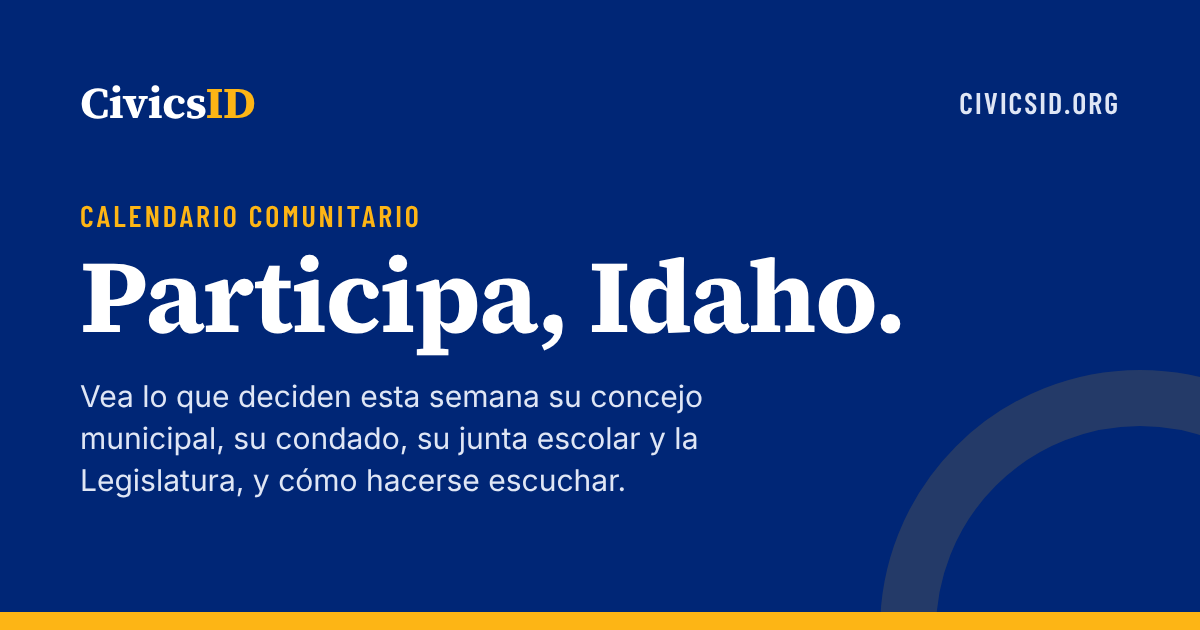 CivicsID
CIVICSID.ORG
CALENDARIO COMUNITARIO
Participa, Idaho.
Vea lo que deciden esta semana su concejo
municipal, su condado, su junta escolar y la
Legislatura, y cómo hacerse escuchar.